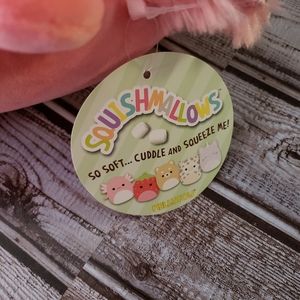 SQUISHMALLOWS
SO SOFT... CUDDLE AND SQUEEZE ME!